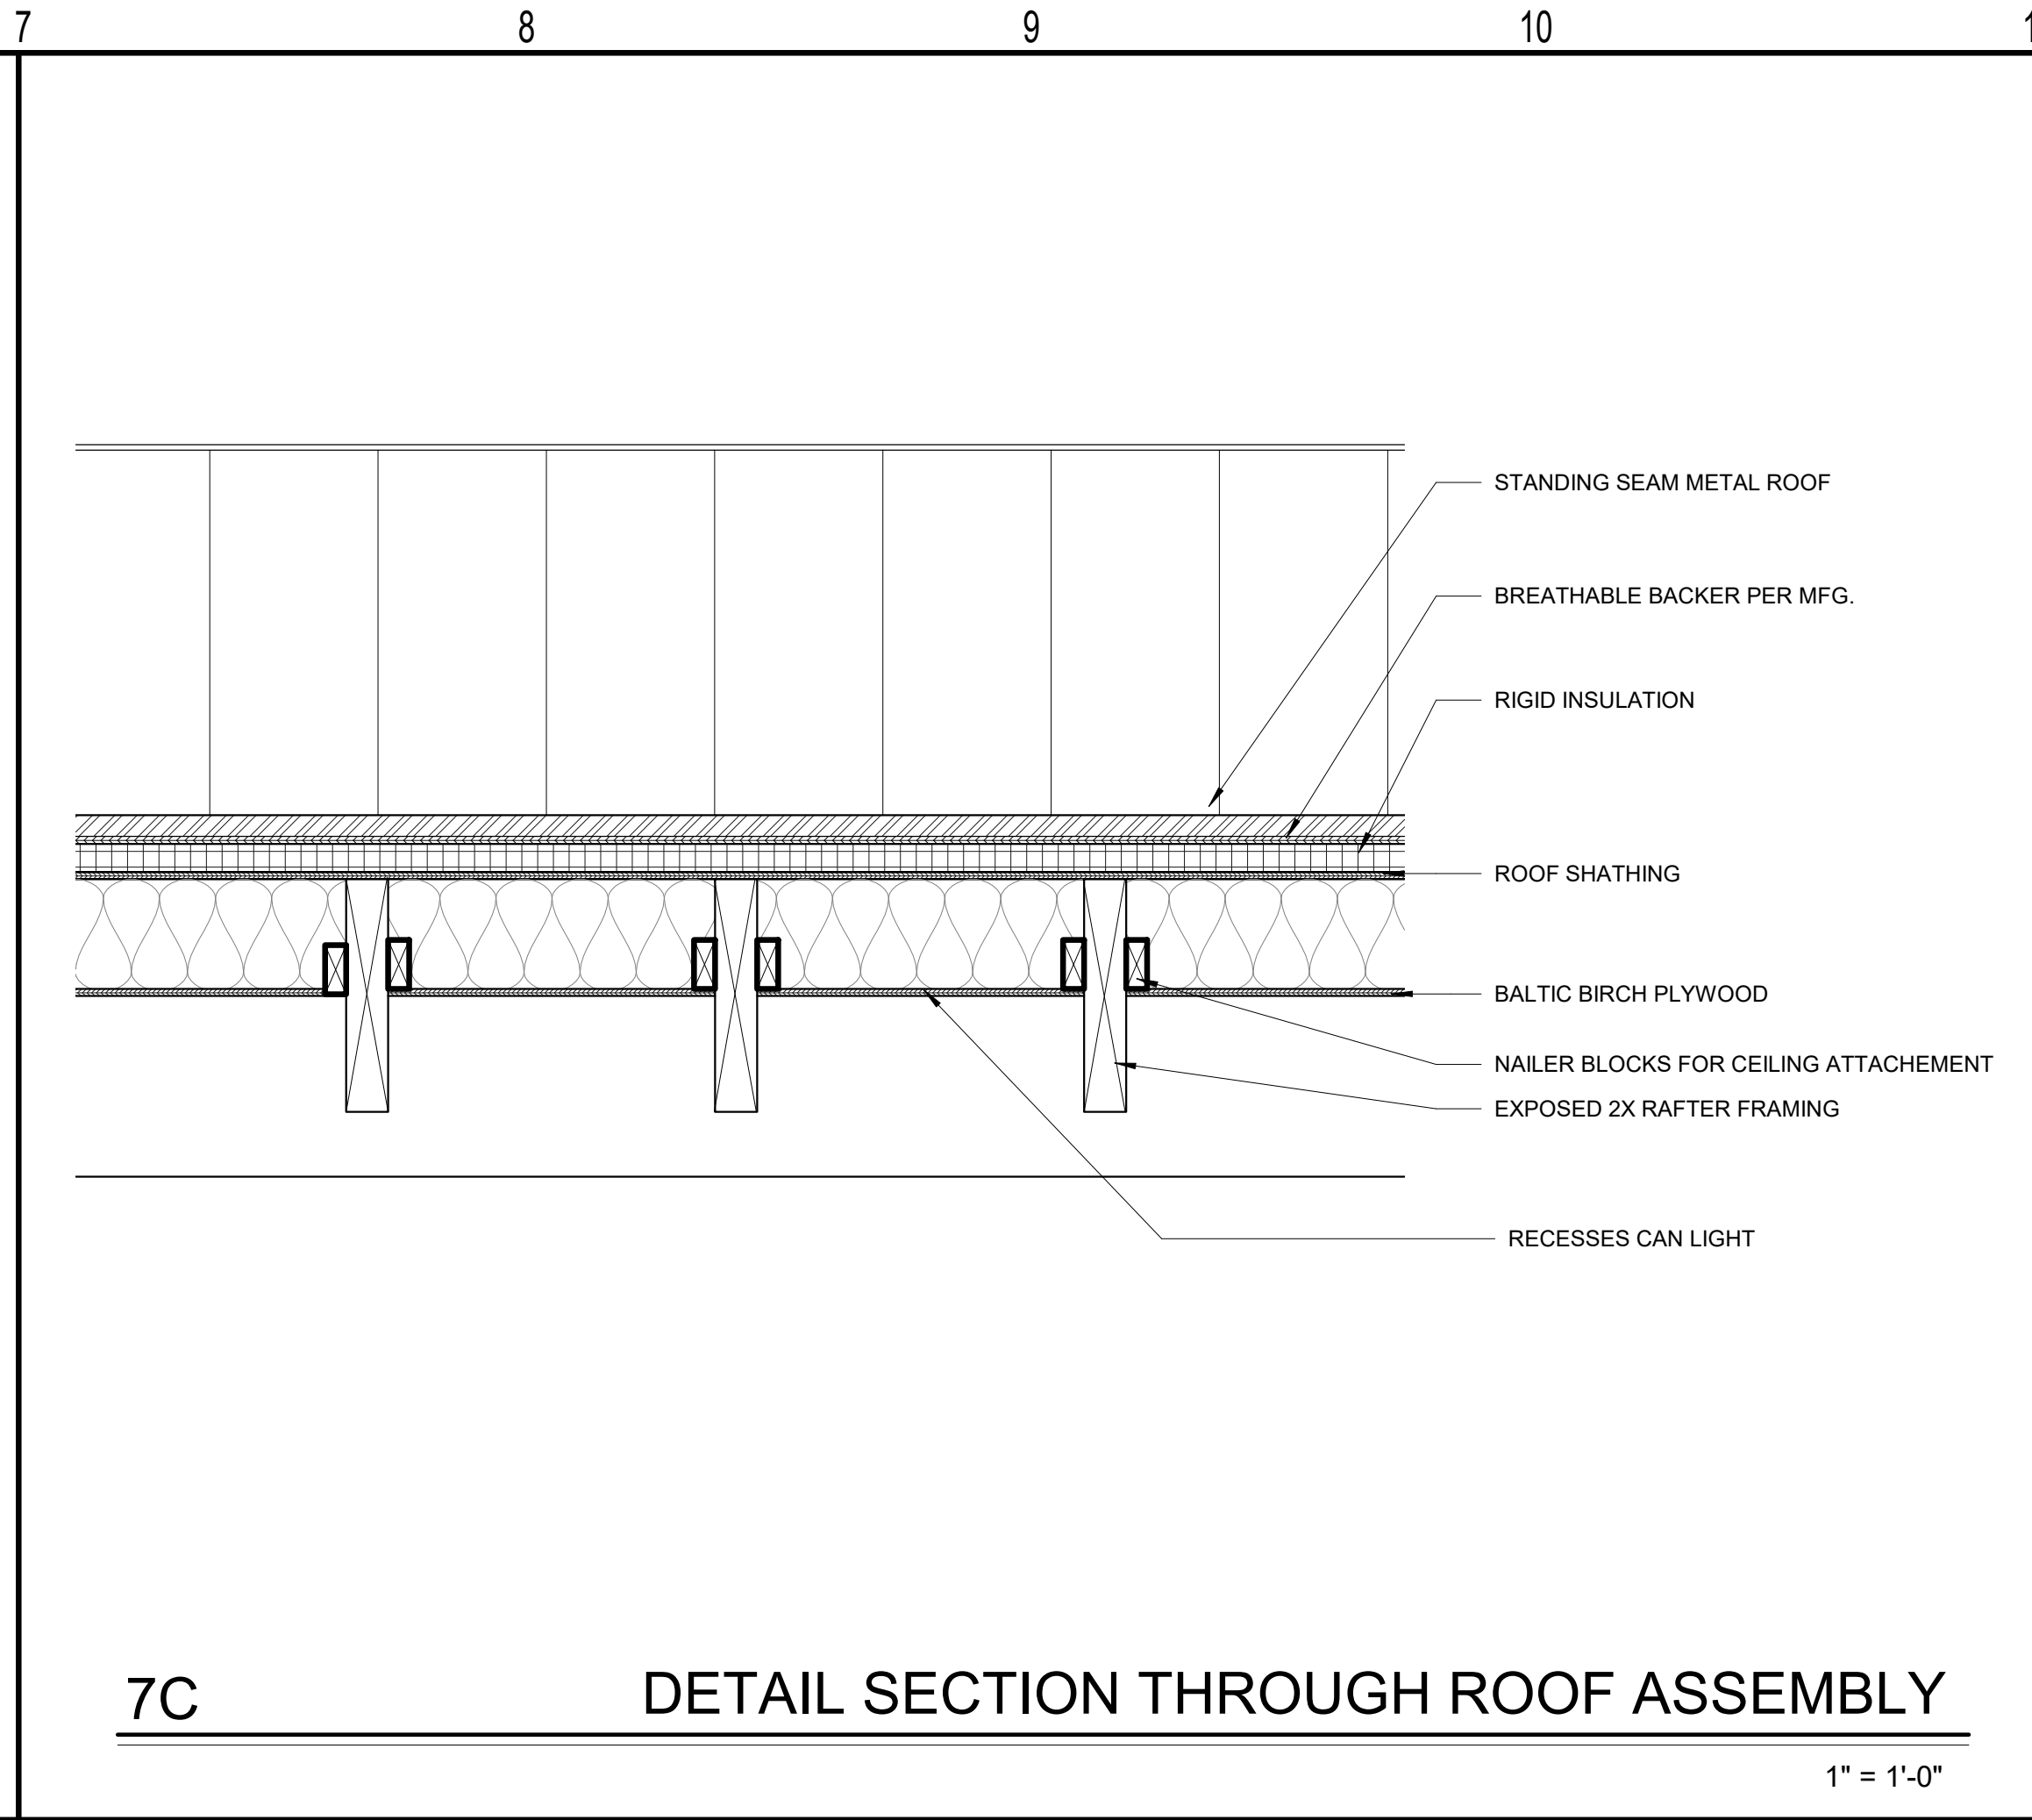 7 8 9 10
STANDING SEAM METAL ROOF
BREATHABLE BACKER PER MFG.
RIGID INSULATION
ROOF SHATHING
BALTIC BIRCH PLYWOOD
NAILER BLOCKS FOR CEILING ATTACHEMENT
EXPOSED 2X RAFTER FRAMING
RECESSES CAN LIGHT
7C DETAIL SECTION THROUGH ROOF ASSEMBLY
1" = 1'-0"